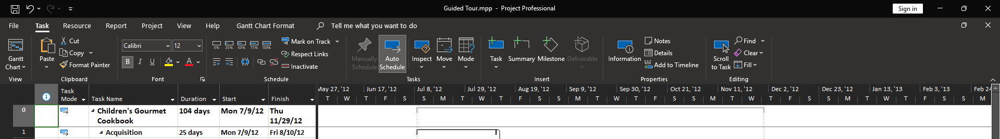 Guided Tour.mpp - Project Professional
Sign in
File Task Resource Report Project View Help Gantt Chart Format Tell me what you want to do
Gantt Chart
View
Paste
Cut
Copy
Format Painter
Clipboard
Calibri 12
B I U A
Font
0% 25% 50% 75% 100%
Mark on Track
Respect Links
Inactivate
Schedule
Manually Schedule
Auto Schedule
Inspect
Move
Mode
Tasks
Task
Summary
Milestone
Deliverable
Insert
Information
Notes
Details
Add to Timeline
Properties
Scroll to Task
Find
Clear
Fill
Editing
Task Mode Task Name Duration Start Finish
May 27, '12 Jun 17, '12 Jul 8, '12 Jul 29, '12 Aug 19, '12 Sep 9, '12 Sep 30, '12 Oct 21, '12 Nov 11, '12 Dec 2, '12 Dec 23, '12 Jan 13, '13 Feb 3, '13 Feb 24
T W T F S S M T W T F S S M T W T F S S M T W T F S S M
0 Children's Gourmet Cookbook 104 days Mon 7/9/12 Thu 11/29/12
1 Acquisition 25 days Mon 7/9/12 Fri 8/10/12